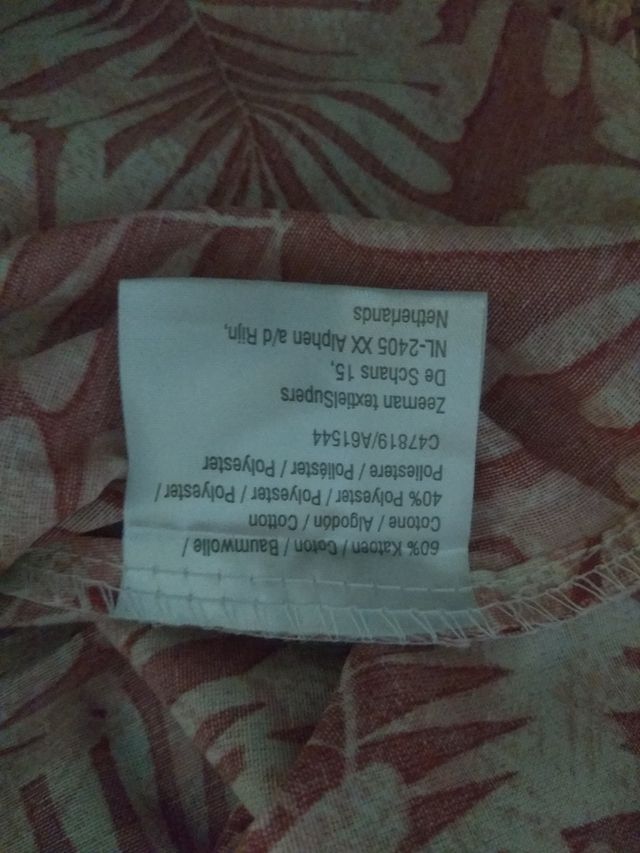 60% Katoen / Coton / Baumwolle /
Cotone / Algodón / Cotton
40% Polyester / Polyester / Polyester /
Poliestere / Poliéster / Polyester
C47819/A61544
Zeeman textielSupers
De Schans 15,
NL-2405 XX Alphen a/d Rijn,
Netherlands